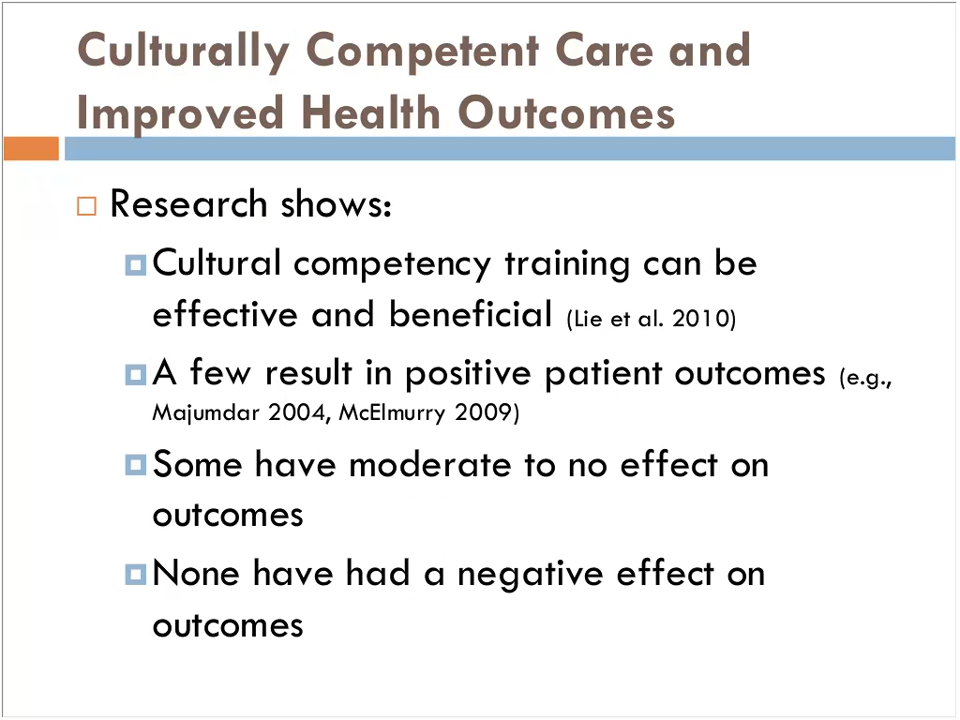 Culturally Competent Care and
Improved Health Outcomes
Research shows:
Cultural competency training can be
effective and beneficial (Lie et al. 2010)
A few result in positive patient outcomes (e.g.,
Majumdar 2004, McElmurry 2009)
Some have moderate to no effect on
outcomes
None have had a negative effect on
outcomes